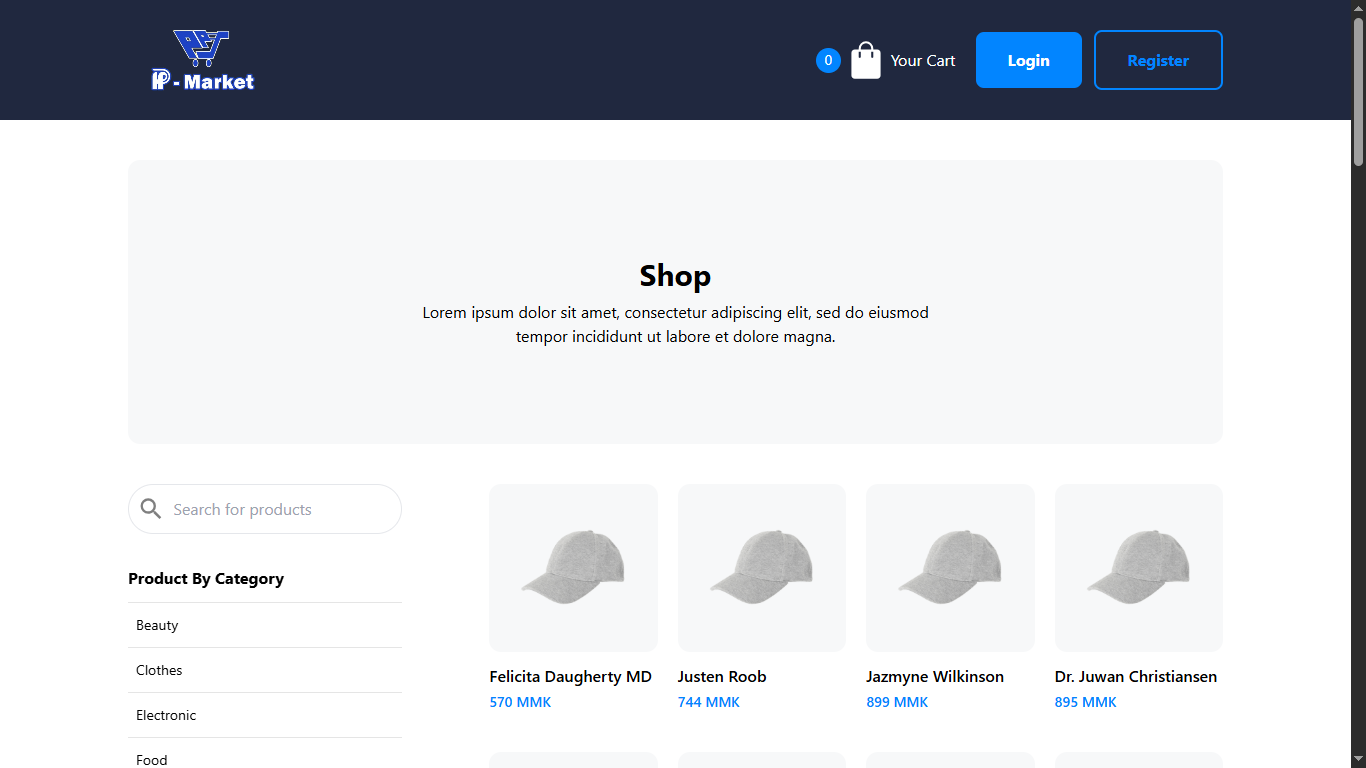 P - Market
0
Your Cart
Login
Register
Shop
Lorem ipsum dolor sit amet, consectetur adipiscing elit, sed do eiusmod
tempor incididunt ut labore et dolore magna.
Search for products
Product By Category
Beauty
Clothes
Electronic
Food
Felicita Daugherty MD
570 MMK
Justen Roob
744 MMK
Jazmyne Wilkinson
899 MMK
Dr. Juwan Christiansen
895 MMK